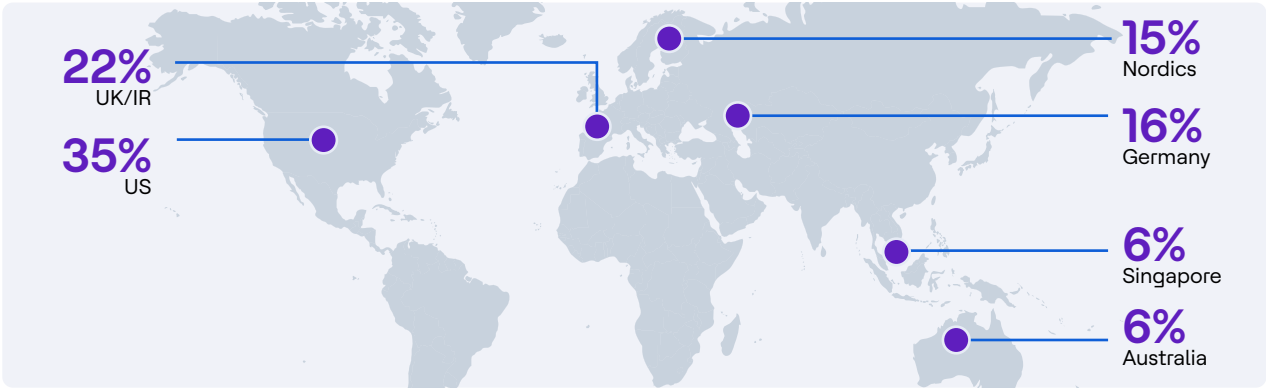 22%
UK/IR
35%
US
15%
Nordics
16%
Germany
6%
Singapore
6%
Australia